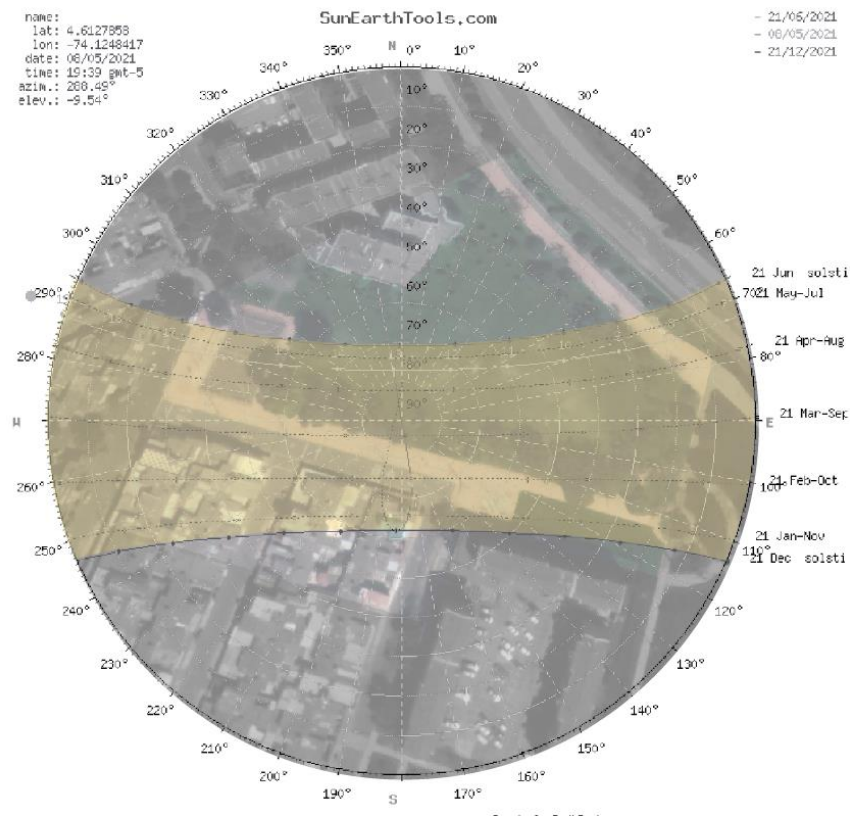 SunEarthTools.com
name:
lat: 4.6127858
lon: -74.1248417
date: 08/05/2021
time: 19:39 gmt-5
azim.: 288.49°
elev.: -9.54°
- 21/06/2021
- 08/05/2021
- 21/12/2021
N
350°
0°
10°
340°
20°
330°
30°
320°
40°
310°
50°
300°
60°
290°
70°
280°
80°
260°
100°
250°
110°
240°
120°
230°
130°
220°
140°
210°
150°
200°
160°
190°
170°
S
W
E
10°
20°
30°
40°
50°
60°
70°
80°
90°
21 Jun solsti
21 May-Jul
21 Apr-Aug
21 Mar-Sep
21 Feb-Oct
21 Jan-Nov
21 Dec solsti